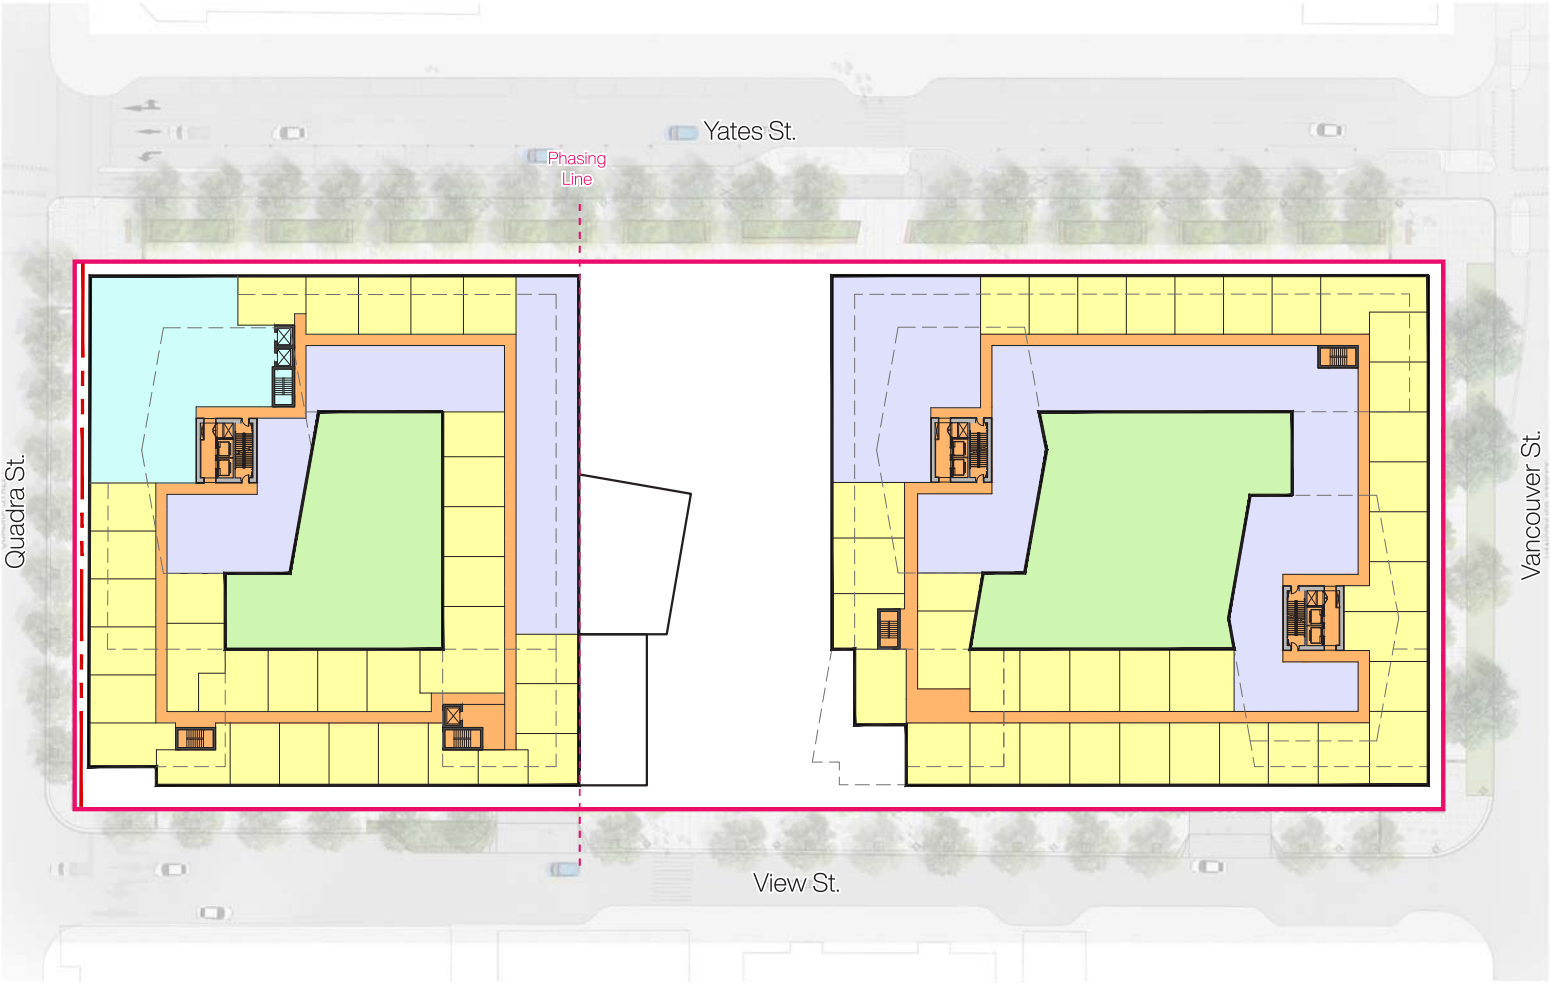 Yates St.
Phasing
Line
Quadra St.
Vancouver St.
View St.